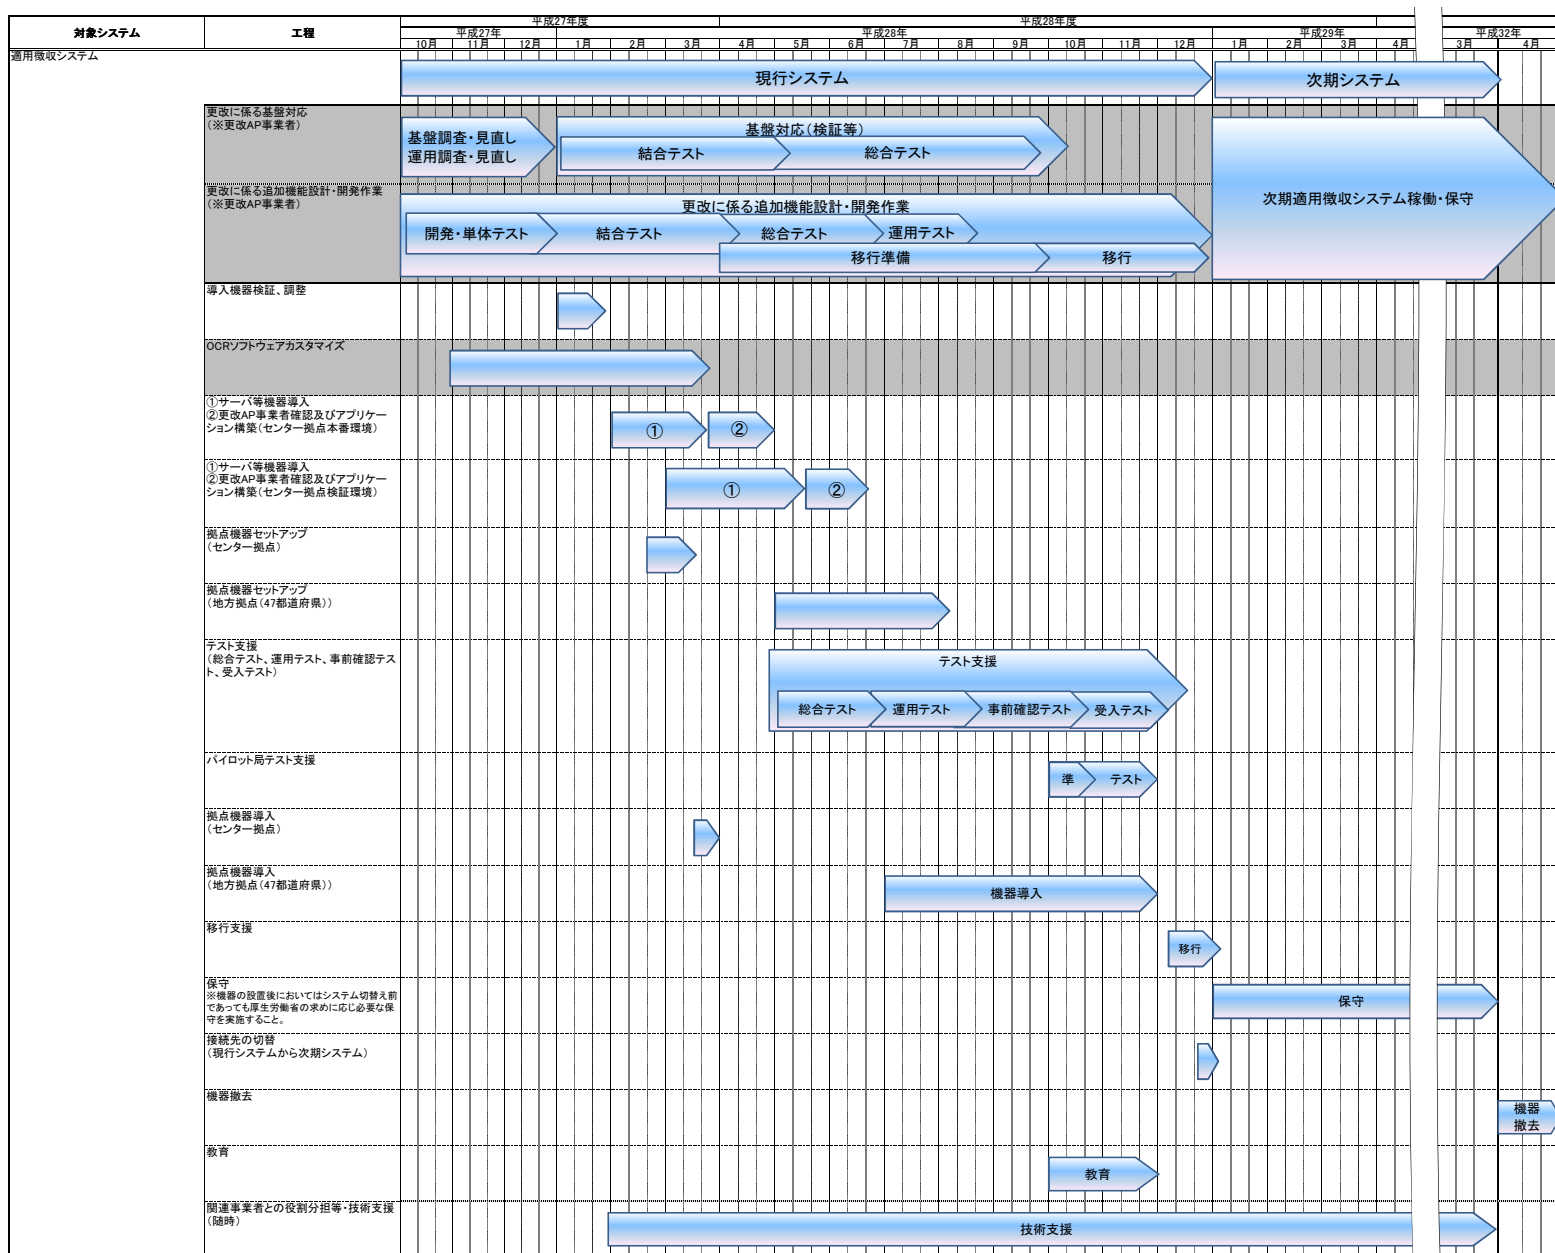 対象システム
工程
平成27年度
平成28年度
平成27年
平成28年
平成29年
平成32年
10月 11月 12月 1月 2月 3月 4月 5月 6月 7月 8月 9月 10月 11月 12月 1月 2月 3月 4月 3月 4月
適用徴収システム
現行システム
次期システム
更改に係る基盤対応
(※更改AP事業者)
基盤調査・見直し
運用調査・見直し
基盤対応(検証等)
結合テスト
総合テスト
次期適用徴収システム稼働・保守
更改に係る追加機能設計・開発作業
(※更改AP事業者)
更改に係る追加機能設計・開発作業
開発・単体テスト
結合テスト
総合テスト
運用テスト
移行準備
移行
導入機器検証、調整
OCRソフトウェアカスタマイズ
①サーバ等機器導入
②更改AP事業者確認及びアプリケー
ション構築(センター拠点本番環境)
①
②
①サーバ等機器導入
②更改AP事業者確認及びアプリケー
ション構築(センター拠点検証環境)
①
②
拠点機器セットアップ
(センター拠点)
拠点機器セットアップ
(地方拠点(47都道府県))
テスト支援
(総合テスト、運用テスト、事前確認テス
ト、受入テスト)
テスト支援
総合テスト
運用テスト
事前確認テスト
受入テスト
パイロット局テスト支援
準
テスト
拠点機器導入
(センター拠点)
拠点機器導入
(地方拠点(47都道府県))
機器導入
移行支援
移行
保守
※機器の設置後においてはシステム切替え前
であっても厚生労働省の求めに応じ必要な保
守を実施すること。
保守
接続先の切替
(現行システムから次期システム)
機器撤去
機器
撤去
教育
教育
関連事業者との役割分担等・技術支援
(随時)
技術支援